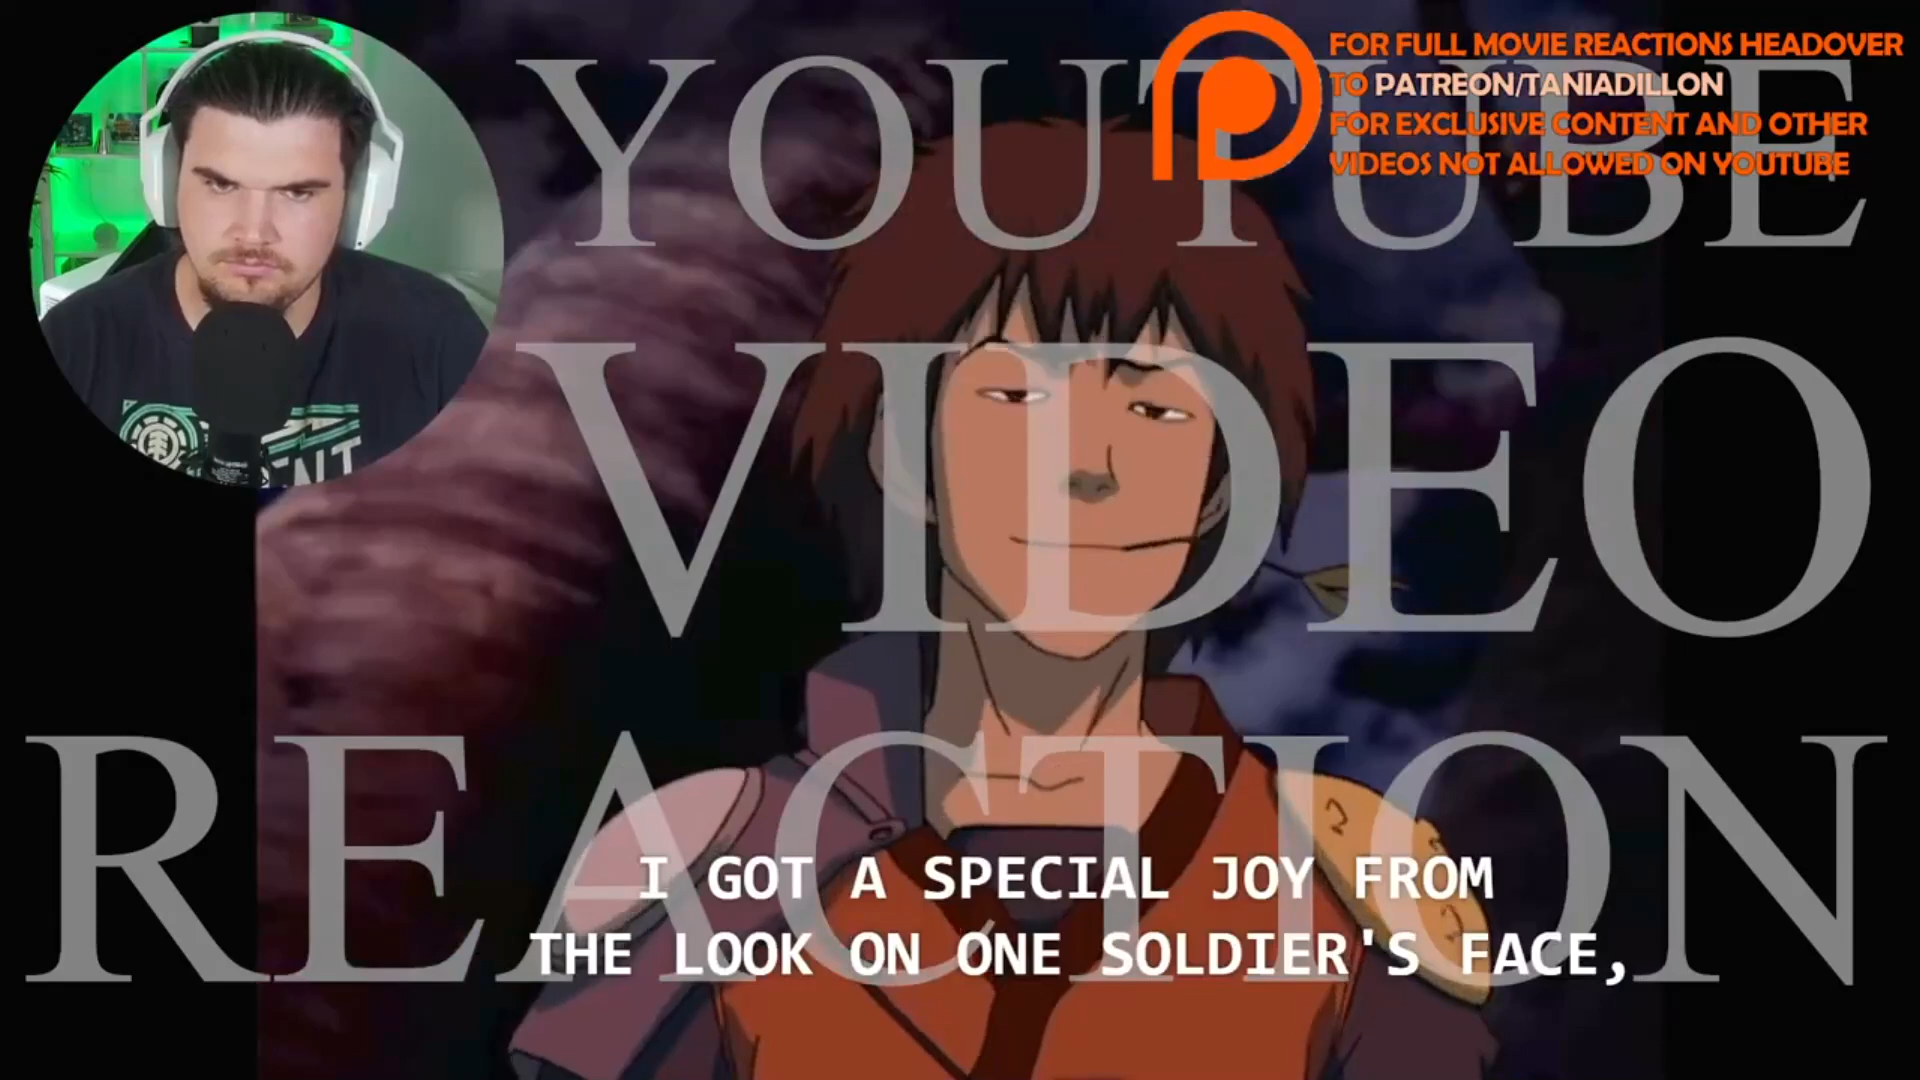 FOR FULL MOVIE REACTIONS HEADOVER
TO PATREON/TANIADILLON
FOR EXCLUSIVE CONTENT AND OTHER
VIDEOS NOT ALLOWED ON YOUTUBE
YOUTUBE
VIDEO
REACTION
I GOT A SPECIAL JOY FROM
THE LOOK ON ONE SOLDIER'S FACE,